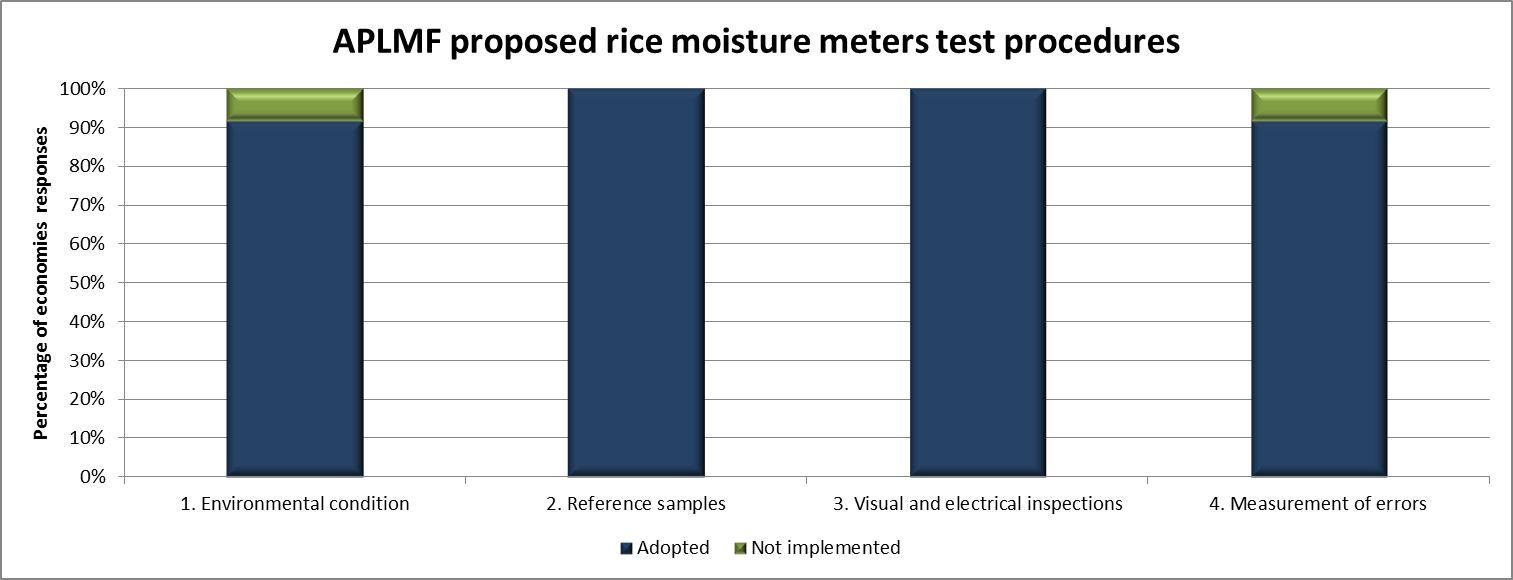 APLMF proposed rice moisture meters test procedures
Percentage of economies responses
100%
90%
80%
70%
60%
50%
40%
30%
20%
10%
0%
1. Environmental condition
2. Reference samples
3. Visual and electrical inspections
4. Measurement of errors
Adopted
Not implemented